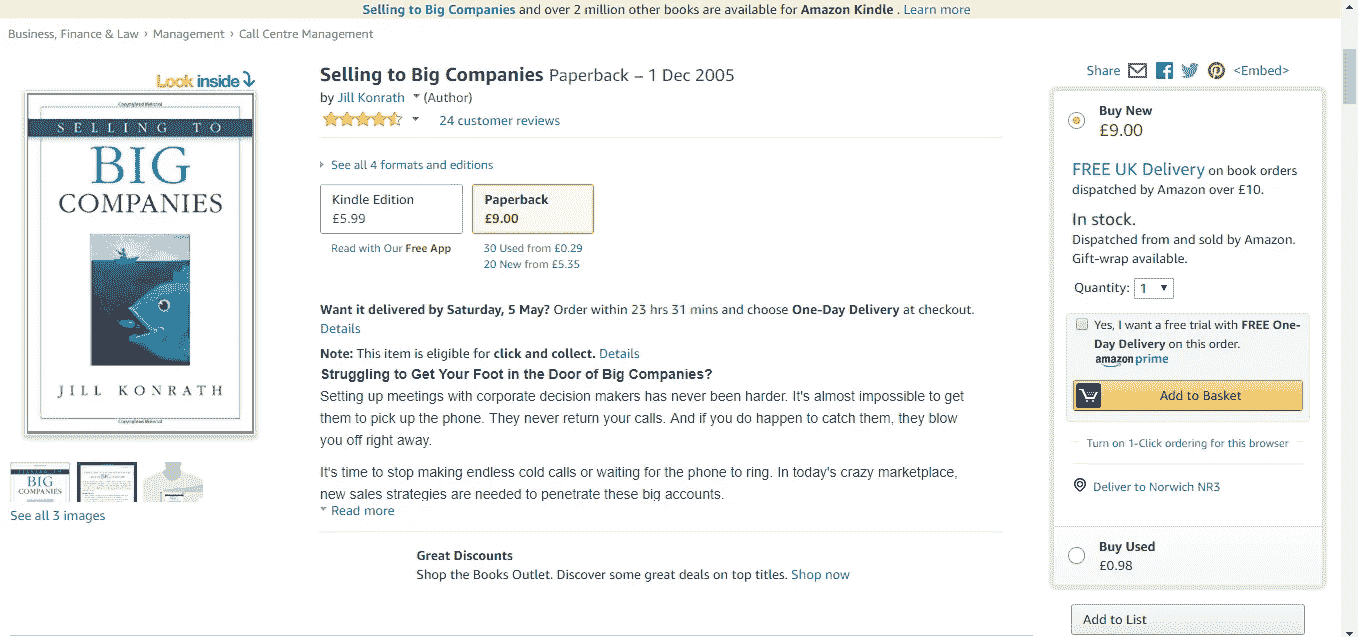 Selling to Big Companies and over 2 million other books are available for Amazon Kindle . Learn more
Business, Finance & Law › Management › Call Centre Management
Look inside
SELLING TO
BIG
COMPANIES
JILL KONRATH
BIG
COMPANIES
See all 3 images
Selling to Big Companies Paperback – 1 Dec 2005
by Jill Konrath (Author)
24 customer reviews
See all 4 formats and editions
Kindle Edition
£5.99
Paperback
£9.00
Read with Our Free App
30 Used from £0.29
20 New from £5.35
Want it delivered by Saturday, 5 May? Order within 23 hrs 31 mins and choose One-Day Delivery at checkout.
Details
Note: This item is eligible for click and collect. Details
Struggling to Get Your Foot in the Door of Big Companies?
Setting up meetings with corporate decision makers has never been harder. It's almost impossible to get
them to pick up the phone. They never return your calls. And if you do happen to catch them, they blow
you off right away.
It's time to stop making endless cold calls or waiting for the phone to ring. In today's crazy marketplace,
new sales strategies are needed to penetrate these big accounts.
Read more
Great Discounts
Shop the Books Outlet. Discover some great deals on top titles. Shop now
Share <Embed>
Buy New
£9.00
FREE UK Delivery on book orders
dispatched by Amazon over £10.
In stock.
Dispatched from and sold by Amazon.
Gift-wrap available.
Quantity: 1
Yes, I want a free trial with FREE One-
Day Delivery on this order.
amazon prime
Add to Basket
Turn on 1-Click ordering for this browser
Deliver to Norwich NR3
Buy Used
£0.98
Add to List